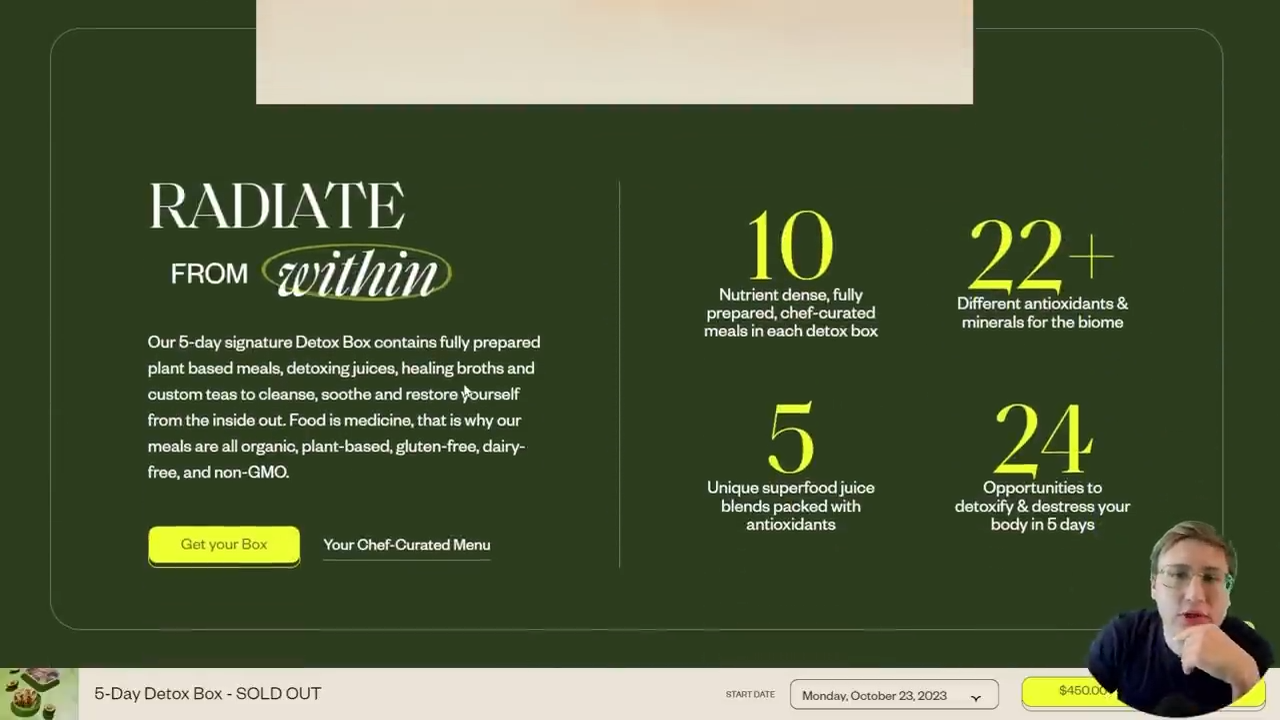 RADIATE
FROM within
Our 5-day signature Detox Box contains fully prepared
plant based meals, detoxing juices, healing broths and
custom teas to cleanse, soothe and restore yourself
from the inside out. Food is medicine, that is why our
meals are all organic, plant-based, gluten-free, dairy-
free, and non-GMO.
Get your Box
Your Chef-Curated Menu
10
Nutrient dense, fully
prepared, chef-curated
meals in each detox box
22+
Different antioxidants &
minerals for the biome
5
Unique superfood juice
blends packed with
antioxidants
24
Opportunities to
detoxify & destress your
body in 5 days
5-Day Detox Box - SOLD OUT
START DATE
Monday, October 23, 2023
$450.00